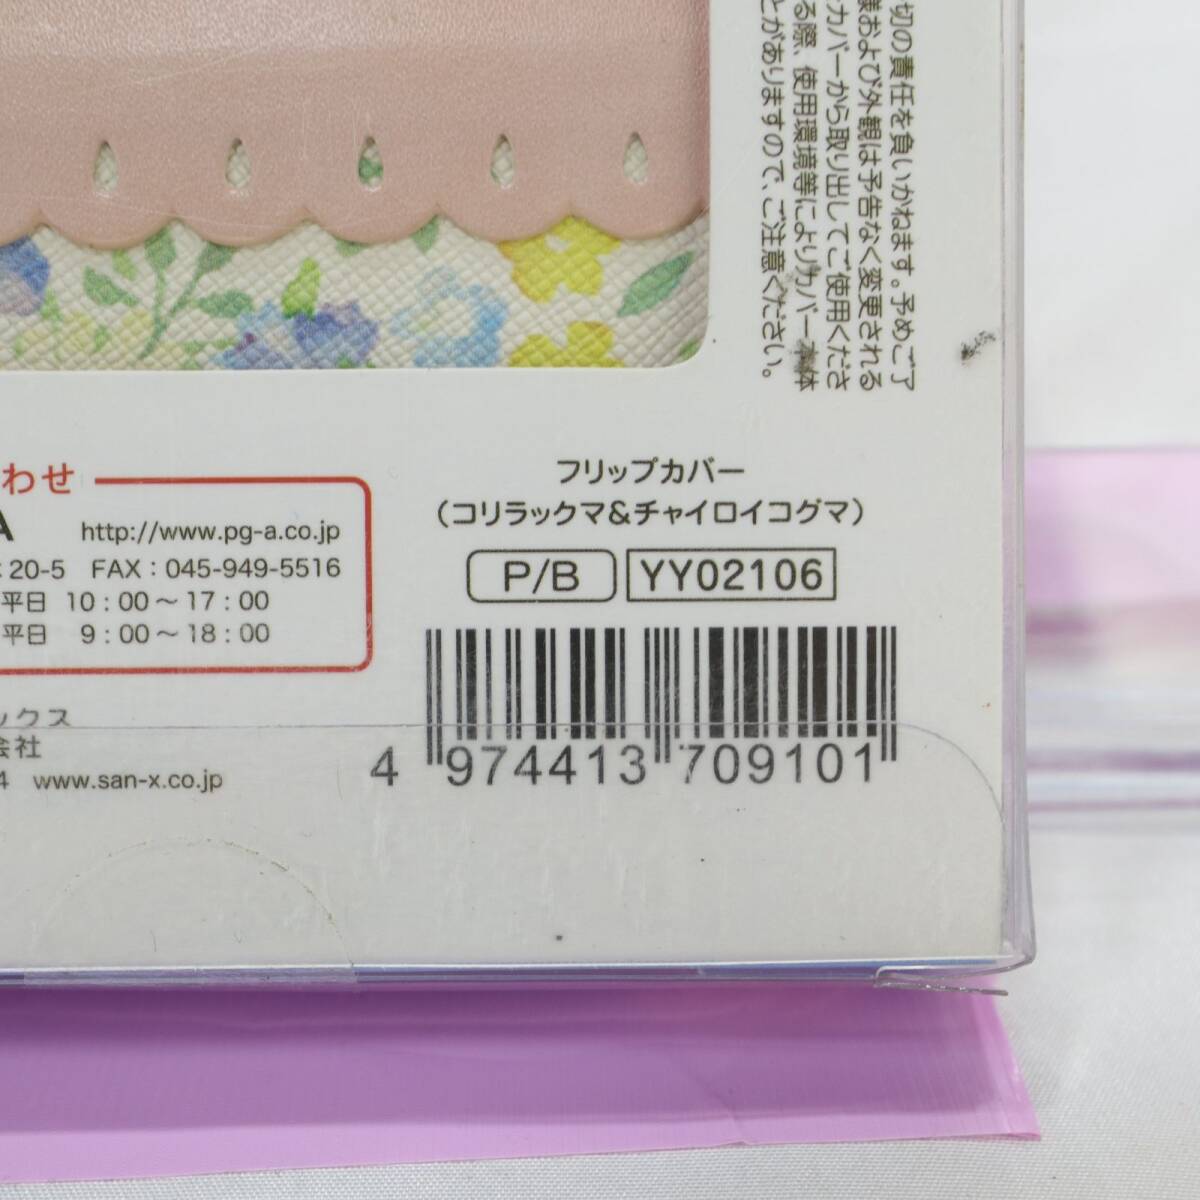 切の責任を負いかねます。予めご了
様および外観は予告なく変更される
カバーから取り出してご使用くださ
る際、使用環境等によりカバー本体
とがありますので、ご注意ください。
わせ
A http://www.pg-a.co.jp
20-5 FAX：045-949-5516
平日 10：00～17：00
平日 9：00～18：00
ックス
会社
4 www.san-x.co.jp
フリップカバー
（コリラックマ&チャイロイコグマ）
P/B YY02106
4 974413 709101